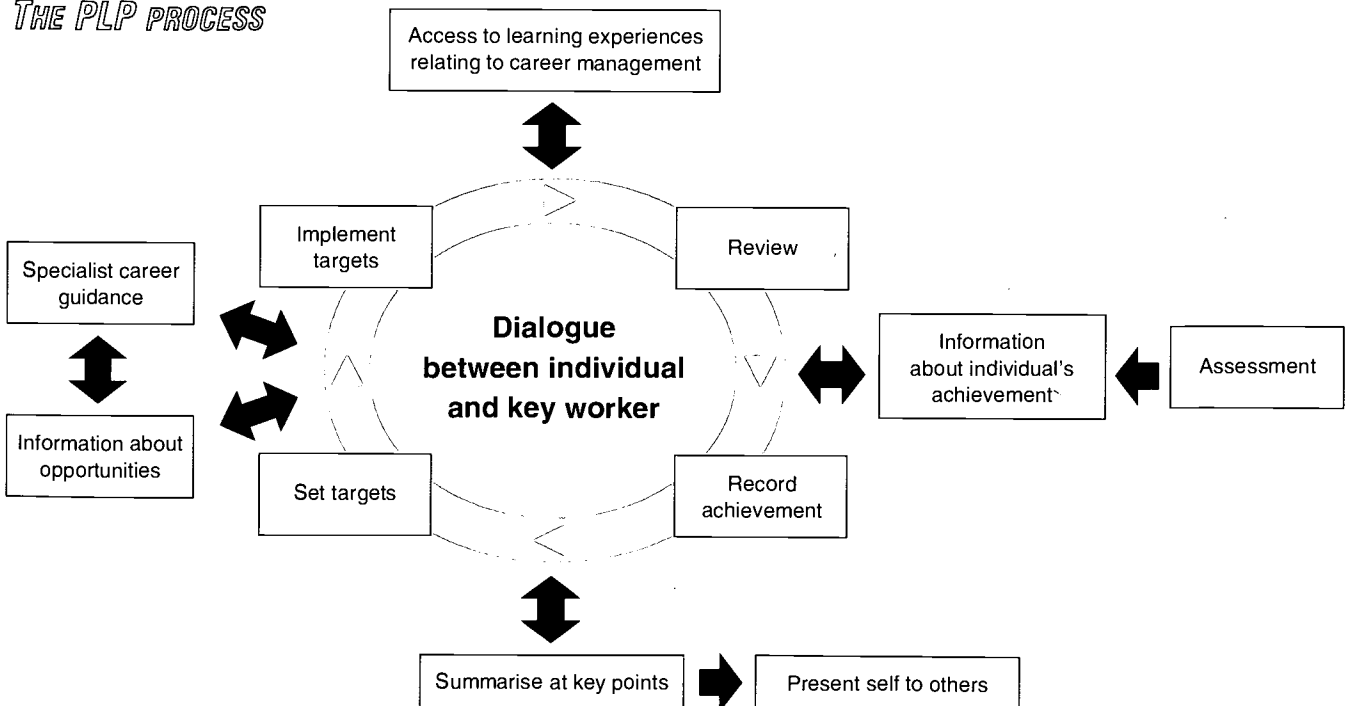 THE PLP PROCESS
Access to learning experiences
relating to career management
Implement
targets
Review
Specialist career
guidance
Dialogue
between individual
and key worker
Information
about individual's
achievement
Assessment
Information about
opportunities
Set targets
Record
achievement
Summarise at key points
Present self to others